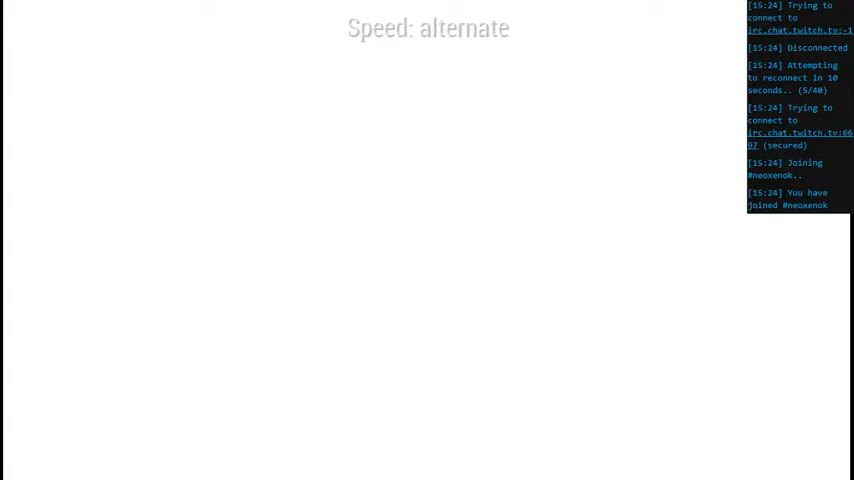 Speed: alternate
[15:24] Trying to
connect to
irc.chat.twitch.tv:-1
[15:24] Disconnected
[15:24] Attempting
to reconnect in 10
seconds.. (5/40)
[15:24] Trying to
connect to
irc.chat.twitch.tv:66
97 (secured)
[15:24] Joining
#neoxenok..
[15:24] You have
joined #neoxenok